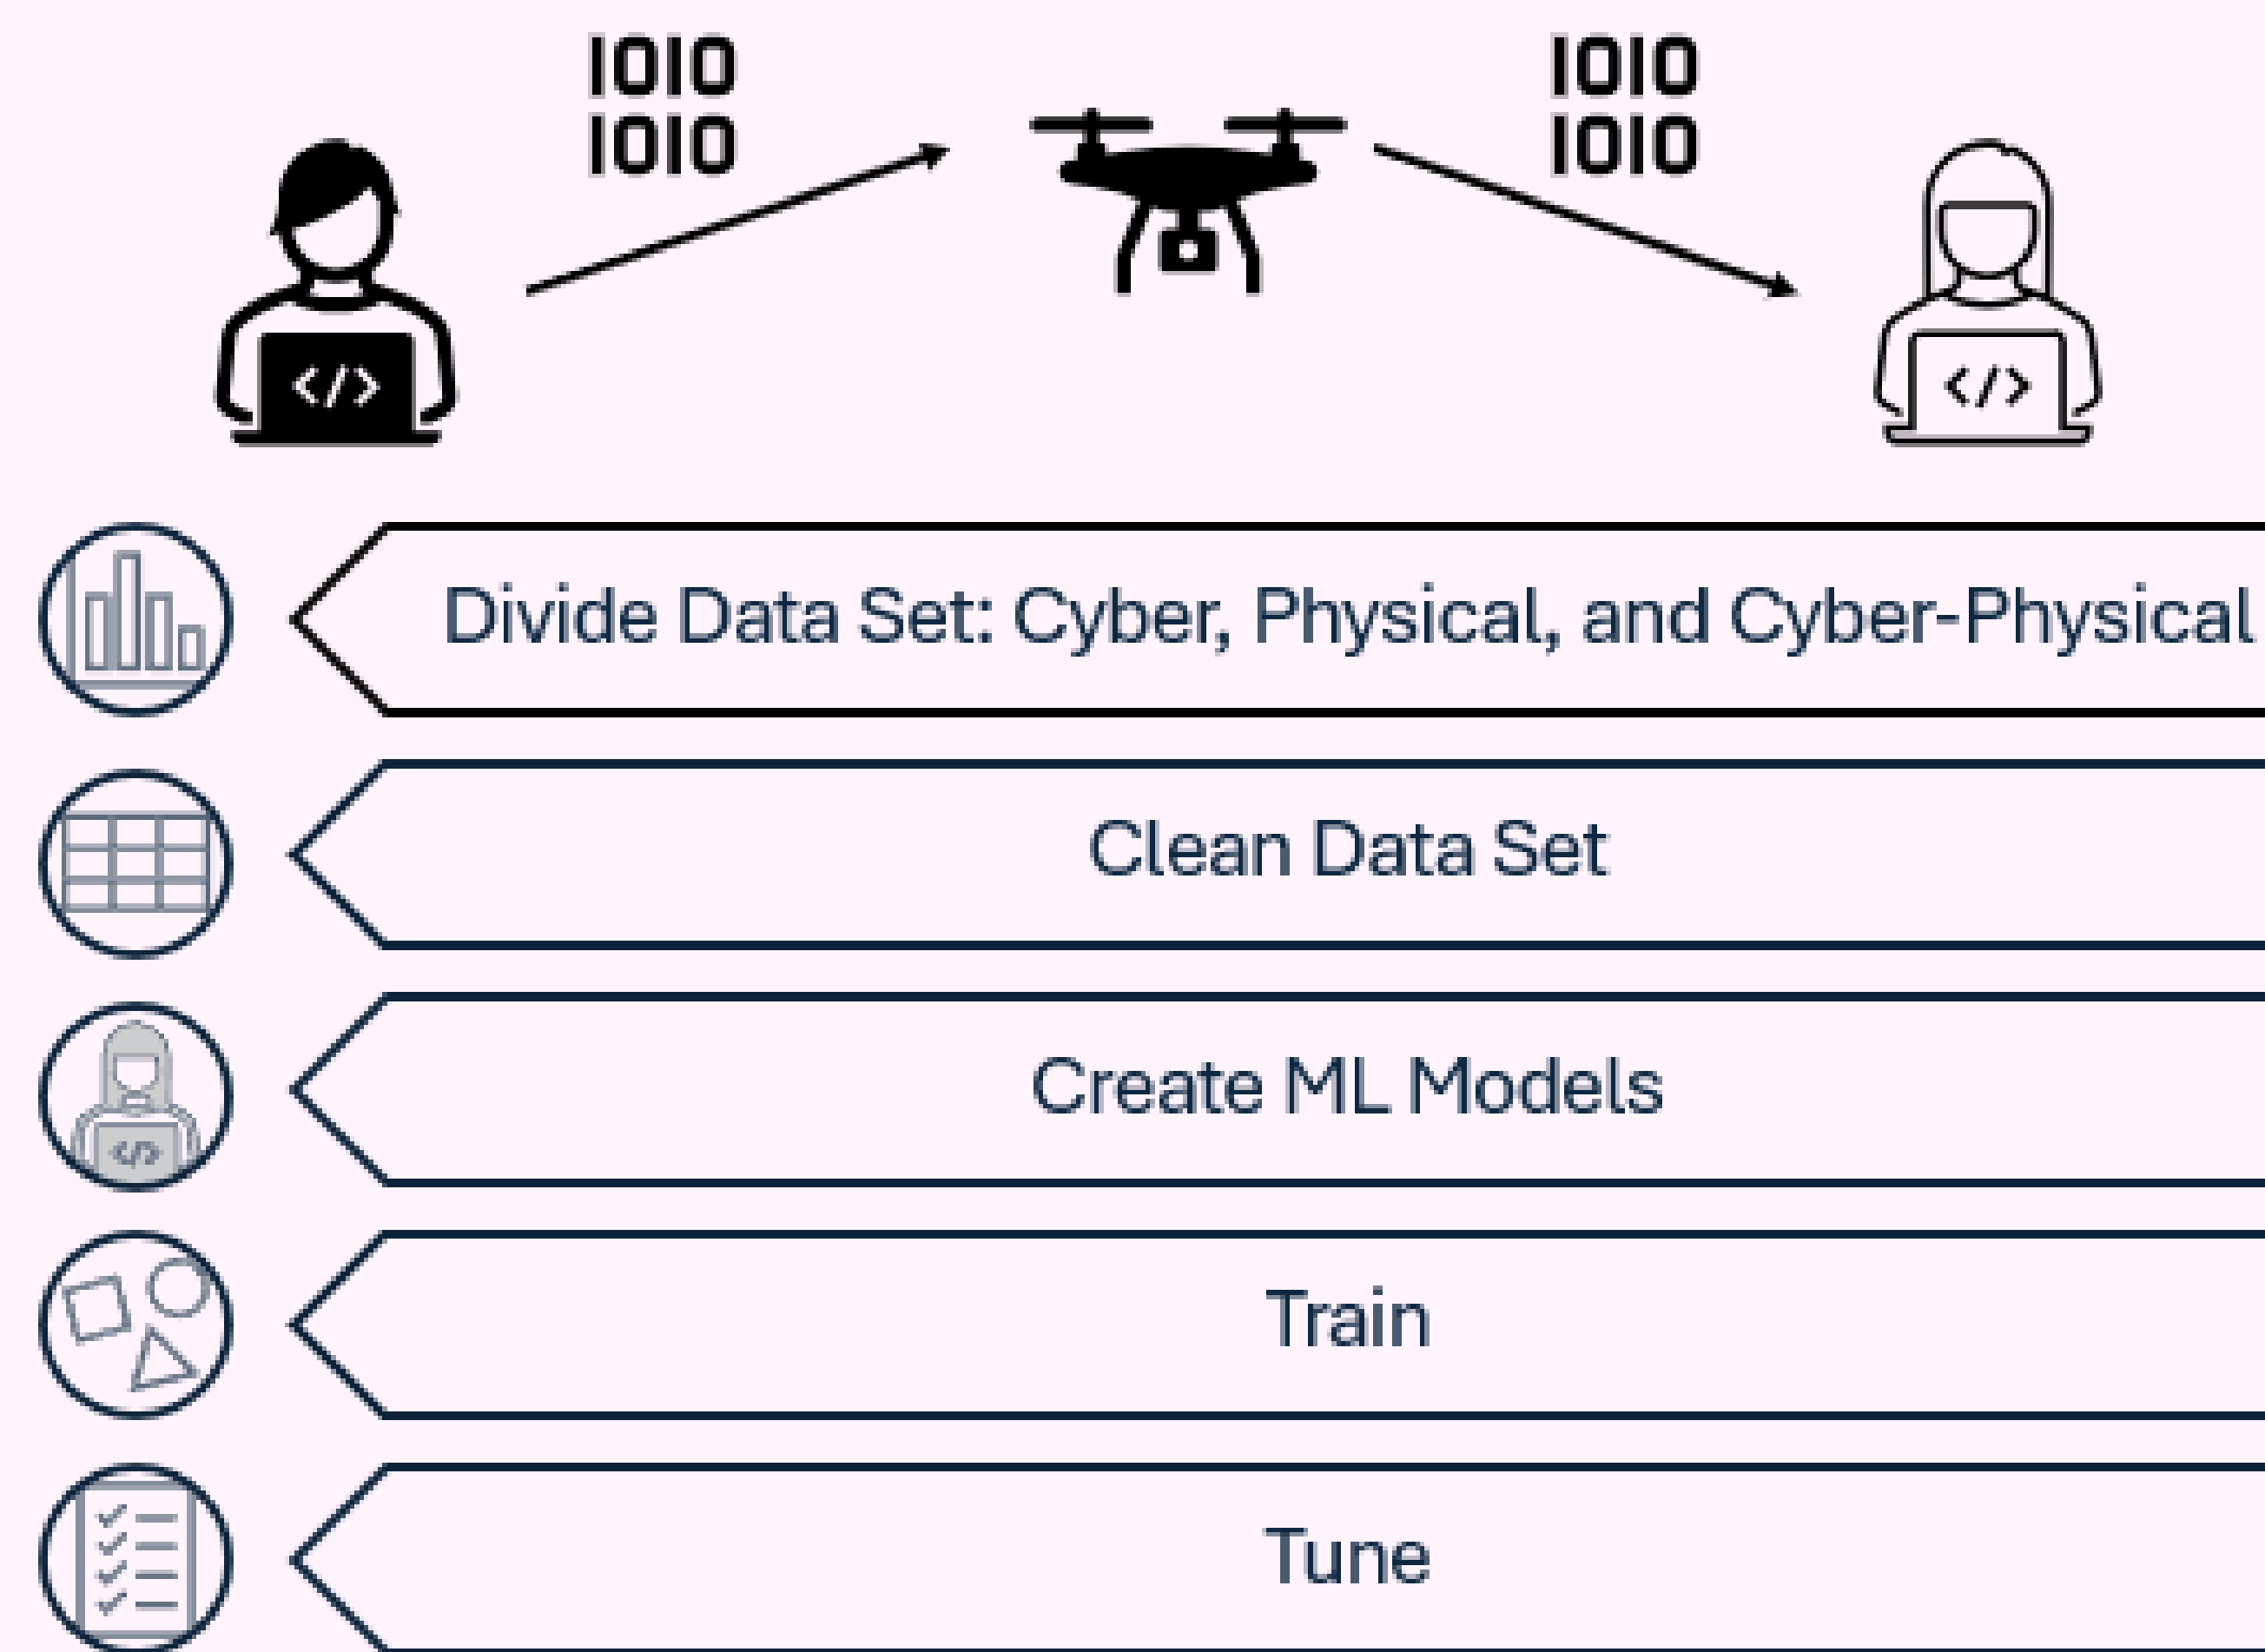 1010 1010
1010 1010
</> </>
Divide Data Set: Cyber, Physical, and Cyber-Physical
Clean Data Set
Create ML Models
Train
Tune